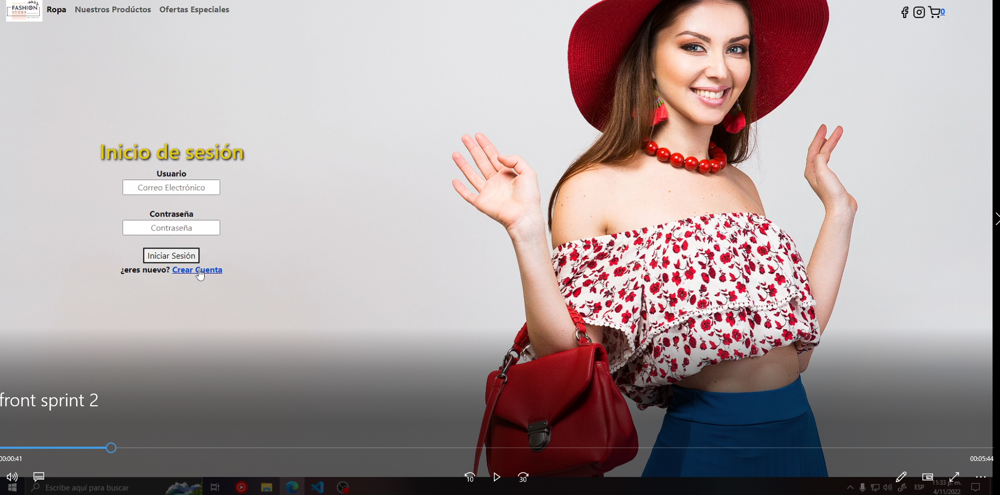 FASHION
STORE
Ropa
Nuestros Prodúctos
Ofertas Especiales
0
Inicio de sesión
Usuario
Correo Electrónico
Contraseña
Contraseña
Iniciar Sesión
¿eres nuevo? Crear Cuenta
front sprint 2
00:00:41
00:05:44
10
30
Escribe aquí para buscar
ESP
11:33 p. m.
4/11/2022